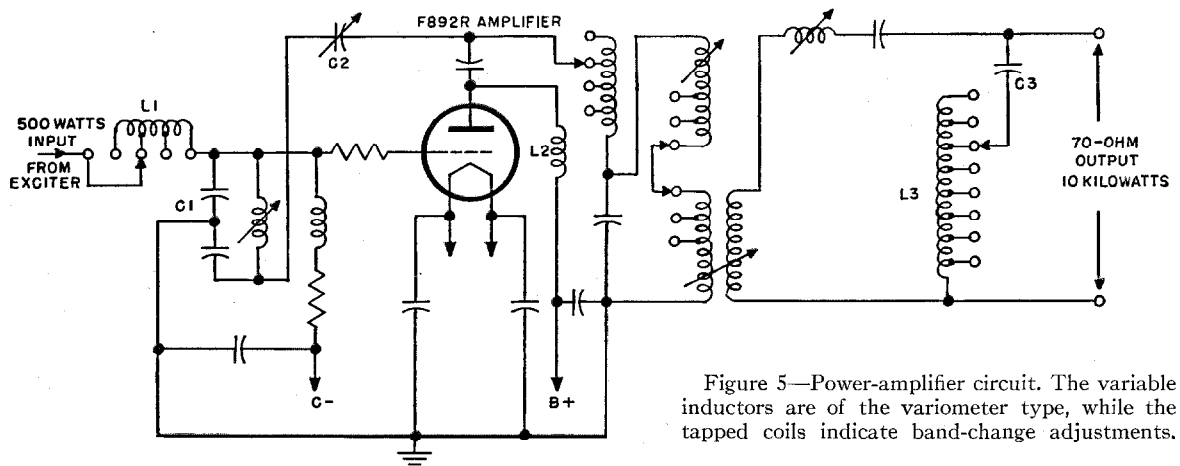 F892R AMPLIFIER
C2
L1
500 WATTS
INPUT
FROM
EXCITER
C1
L2
C-
B+
C3
L3
70-OHM
OUTPUT
10 KILOWATTS
Figure 5—Power-amplifier circuit. The variable
inductors are of the variometer type, while the
tapped coils indicate band-change adjustments.